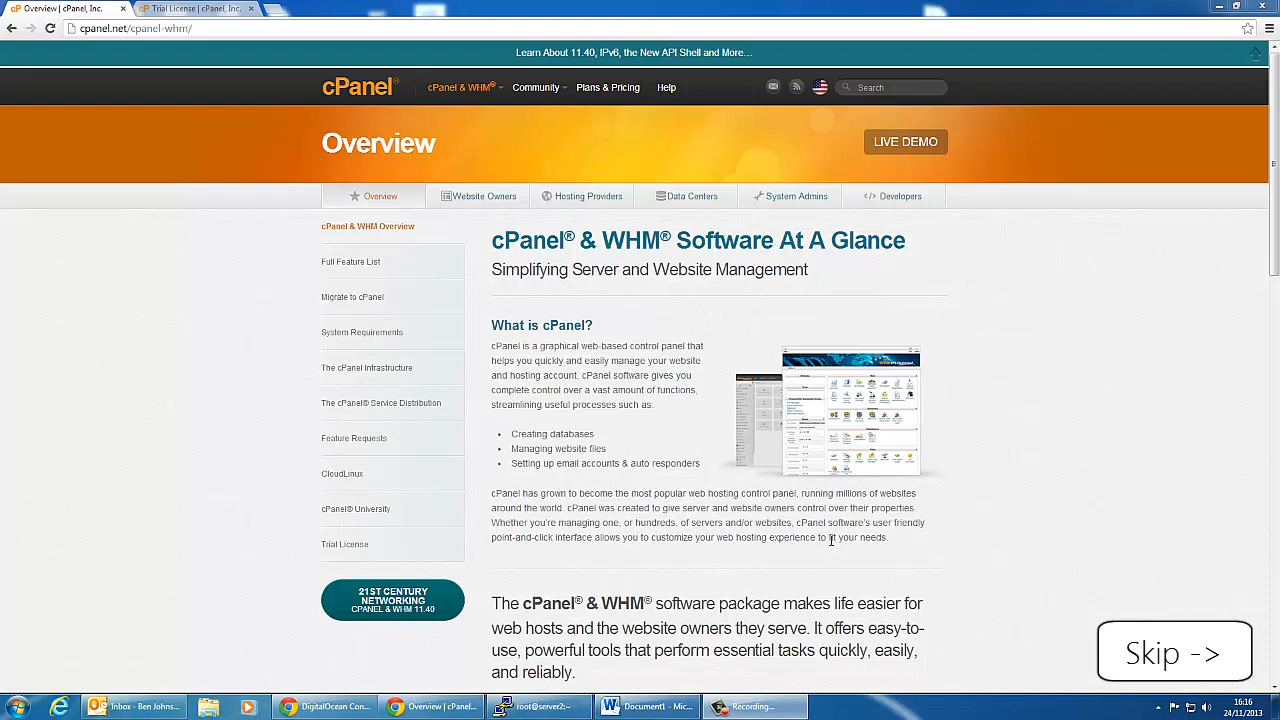 Overview | cPanel, Inc.
Trial License | cPanel, Inc.
cpanel.net/cpanel-whm/
Learn About 11.40, IPv6, the New API Shell and More...
cPanel®
cPanel & WHM®
Community
Plans & Pricing
Help
Search
Overview
LIVE DEMO
Overview
Website Owners
Hosting Providers
Data Centers
System Admins
</> Developers
cPanel & WHM Overview
Full Feature List
Migrate to cPanel
System Requirements
The cPanel Infrastructure
The cPanel® Service Distribution
Feature Requests
CloudLinux
cPanel® University
Trial License
21ST CENTURY
NETWORKING
CPANEL & WHM 11.40
cPanel® & WHM® Software At A Glance
Simplifying Server and Website Management
What is cPanel?
cPanel is a graphical web-based control panel that
helps you quickly and easily manage your website
and hosting account. cPanel software gives you
complete control over a vast amount of functions,
streamlining useful processes such as:
• Creating databases
• Managing website files
• Setting up email accounts & auto responders
cPanel has grown to become the most popular web hosting control panel, running millions of websites
around the world. cPanel was created to give server and website owners control over their properties.
Whether you're managing one, or hundreds, of servers and/or websites, cPanel software's user friendly
point-and-click interface allows you to customize your web hosting experience to fit your needs.
The cPanel® & WHM® software package makes life easier for
web hosts and the website owners they serve. It offers easy-to-
use, powerful tools that perform essential tasks quickly, easily,
and reliably.
Skip ->
Inbox - Ben Johns...
DigitalOcean Con...
Overview | cPane...
root@server2:~
Document1 - Mic...
Recording...
16:16
24/11/2013